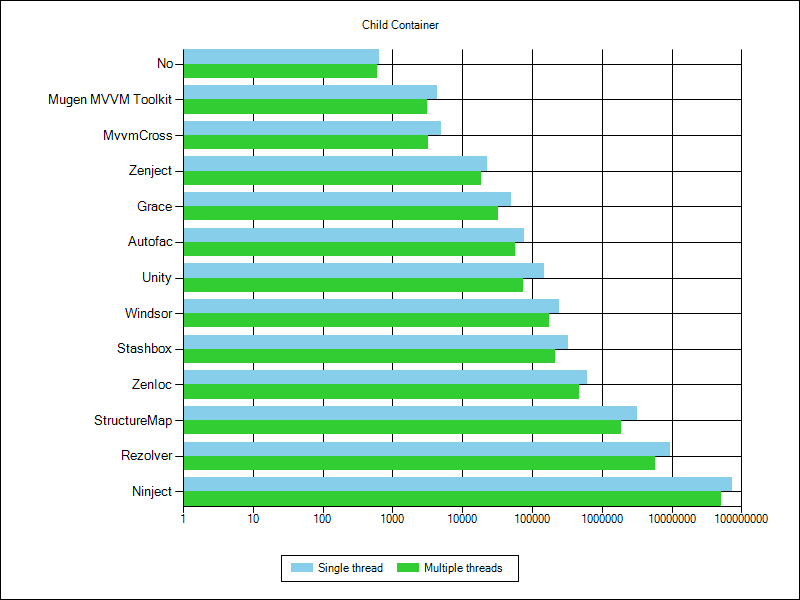 Child Container
No
Mugen MVVM Toolkit
MvvmCross
Zenject
Grace
Autofac
Unity
Windsor
Stashbox
ZenIoc
StructureMap
Rezolver
Ninject
1 10 100 1000 10000 100000 1000000 10000000 100000000
Single thread Multiple threads